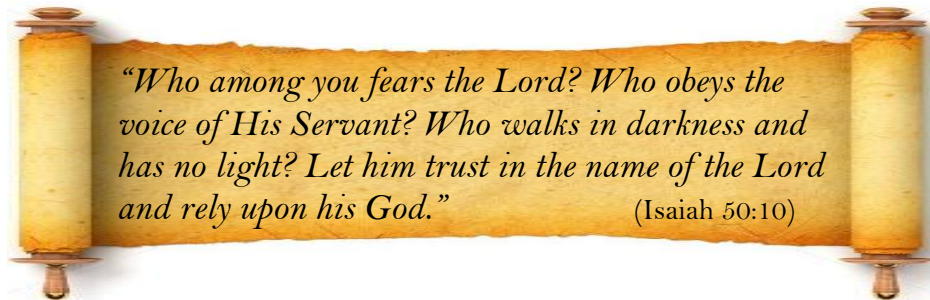 “Who among you fears the Lord? Who obeys the
voice of His Servant? Who walks in darkness and
has no light? Let him trust in the name of the Lord
and rely upon his God.” (Isaiah 50:10)